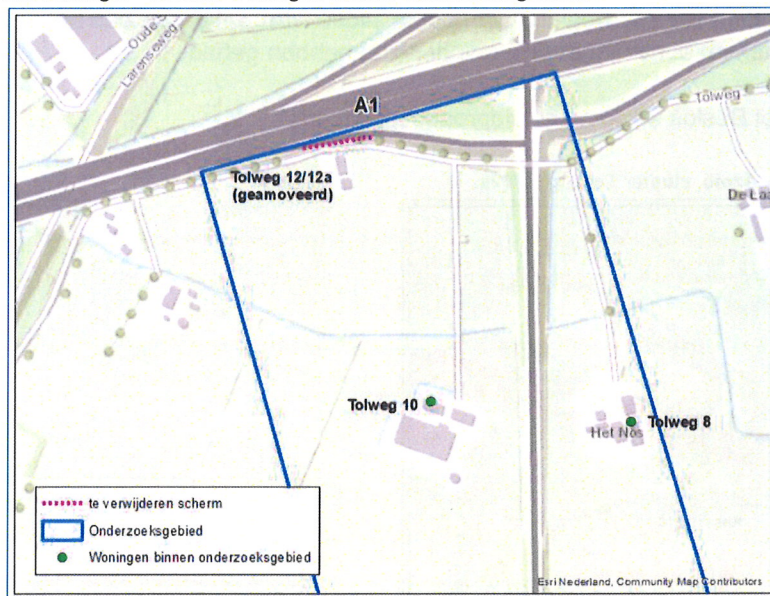 Oude S
Larenseweg
A1
Tolweg
Tolweg 12/12a
(geamoveerd)
De Laa
Tolweg 10
Tolweg 8
Het Nos
te verwijderen scherm
Onderzoeksgebied
Woningen binnen onderzoeksgebied
Esri Nederland, Community Map Contributors